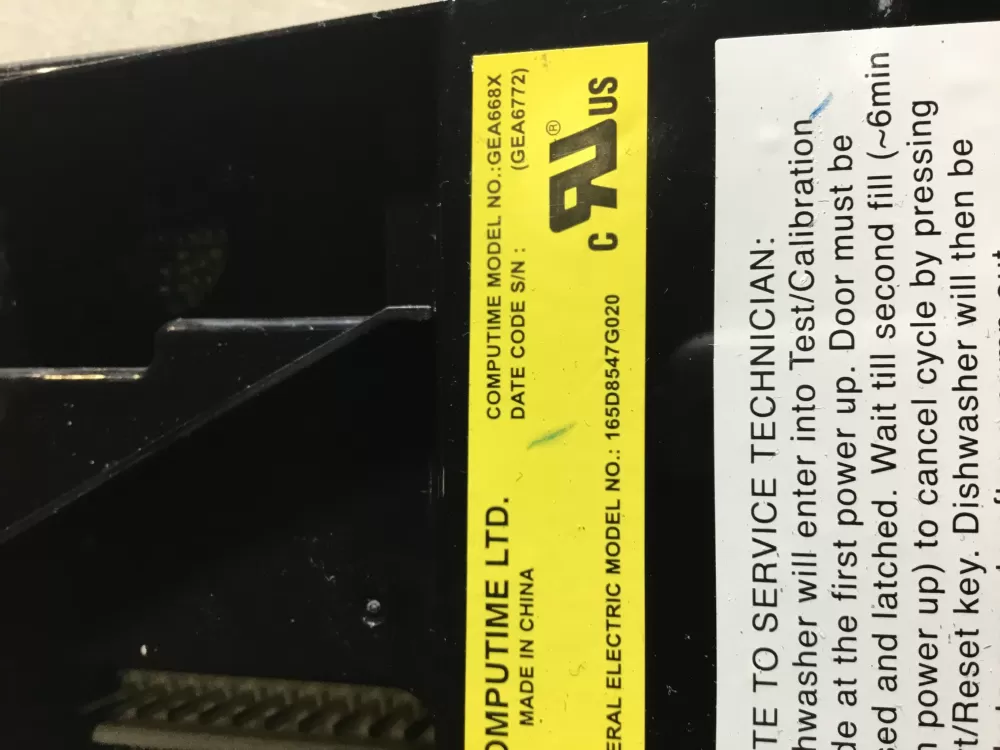 OMPUTIME LTD.
MADE IN CHINA
COMPUTIME MODEL NO.:GEA668X
(GEA6772)
DATE CODE S/N :
ERAL ELECTRIC MODEL NO.: 165D8547G020
C RU ® US
TE TO SERVICE TECHNICIAN:
hwasher will enter into Test/Calibration
de at the first power up. Door must be
sed and latched. Wait till second fill (~6min
power up) to cancel cycle by pressing
t/Reset key. Dishwasher will then be